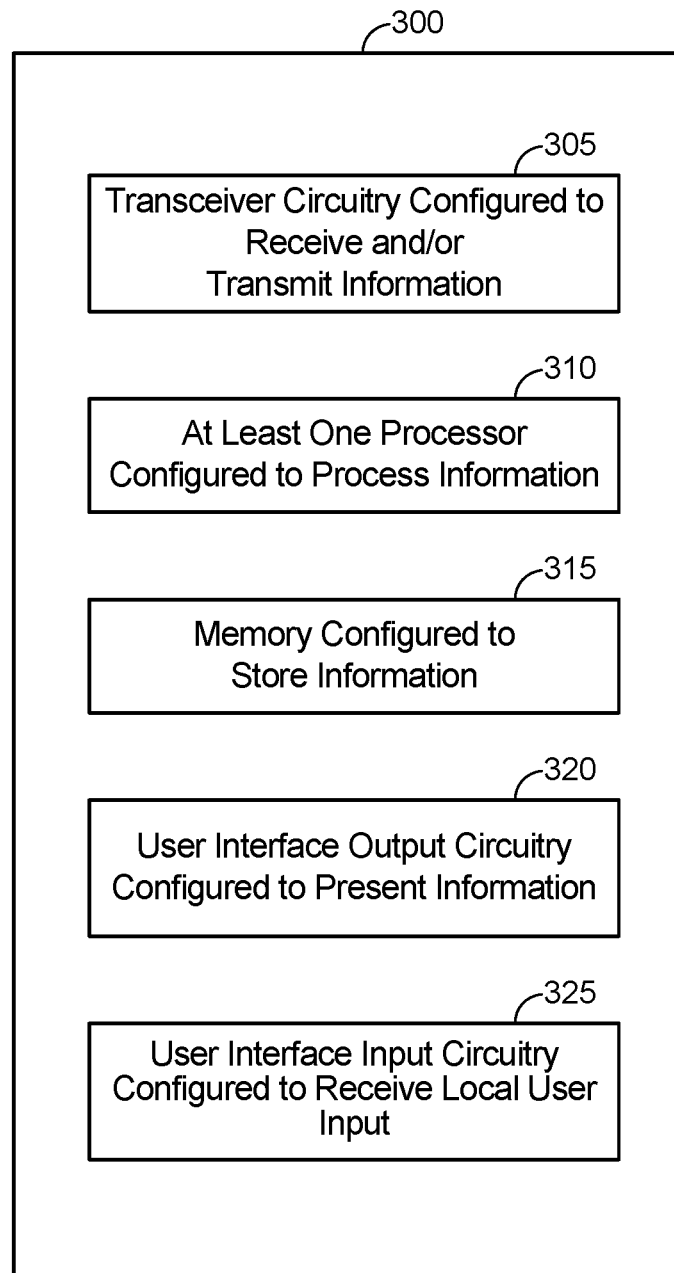 300
305
Transceiver Circuitry Configured to
Receive and/or
Transmit Information
310
At Least One Processor
Configured to Process Information
315
Memory Configured to
Store Information
320
User Interface Output Circuitry
Configured to Present Information
325
User Interface Input Circuitry
Configured to Receive Local User
Input